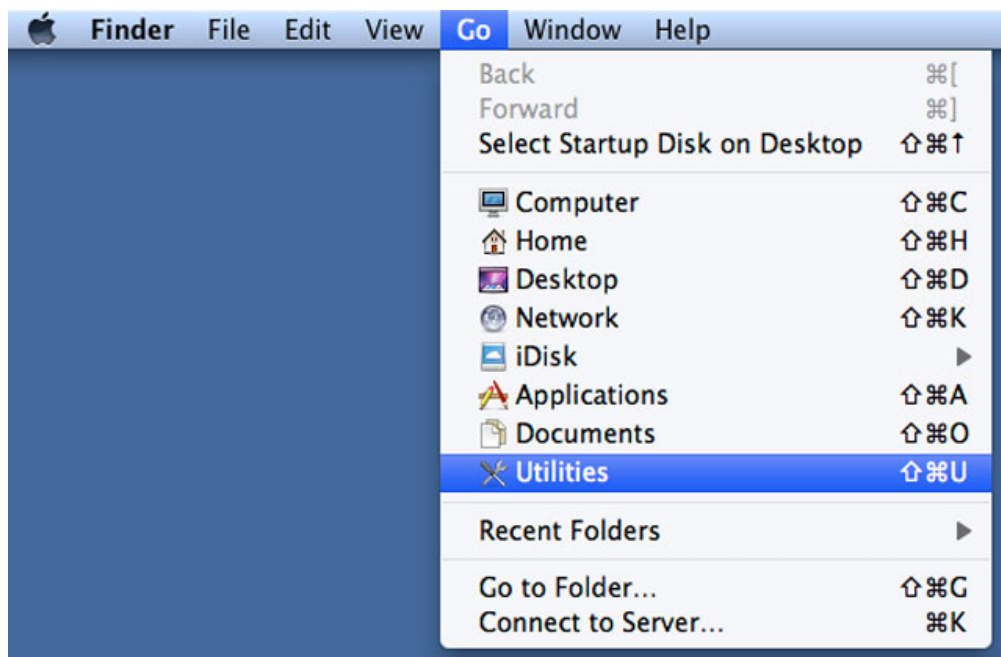 Finder File Edit View Go Window Help
Back ⌘[
Forward ⌘]
Select Startup Disk on Desktop ⇧⌘↑
Computer ⇧⌘C
Home ⇧⌘H
Desktop ⇧⌘D
Network ⇧⌘K
iDisk ▶
Applications ⇧⌘A
Documents ⇧⌘O
Utilities ⇧⌘U
Recent Folders ▶
Go to Folder... ⇧⌘G
Connect to Server... ⌘K